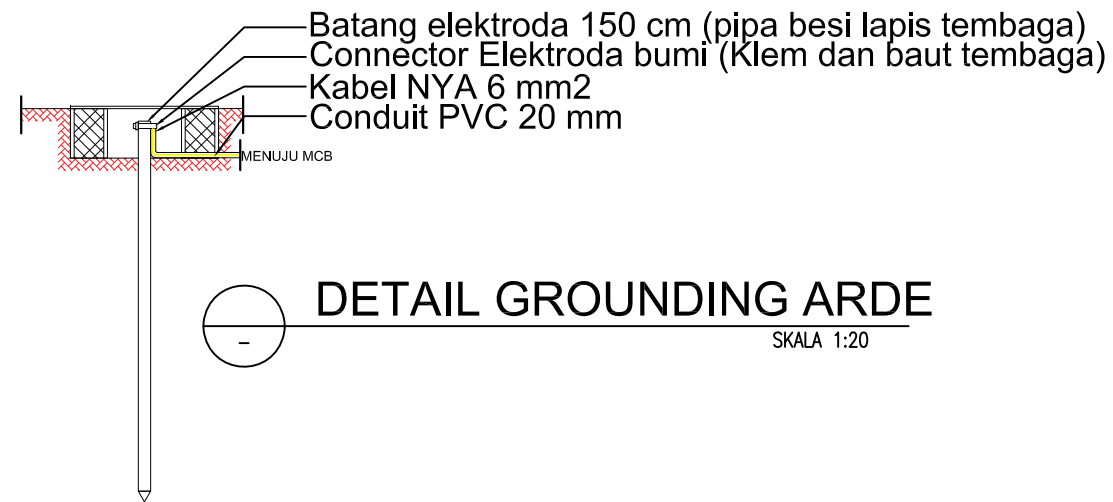 Batang elektroda 150 cm (pipa besi lapis tembaga)
Connector Elektroda bumi (Klem dan baut tembaga)
Kabel NYA 6 mm2
Conduit PVC 20 mm
MENUJU MCB
DETAIL GROUNDING ARDE
SKALA 1:20
-